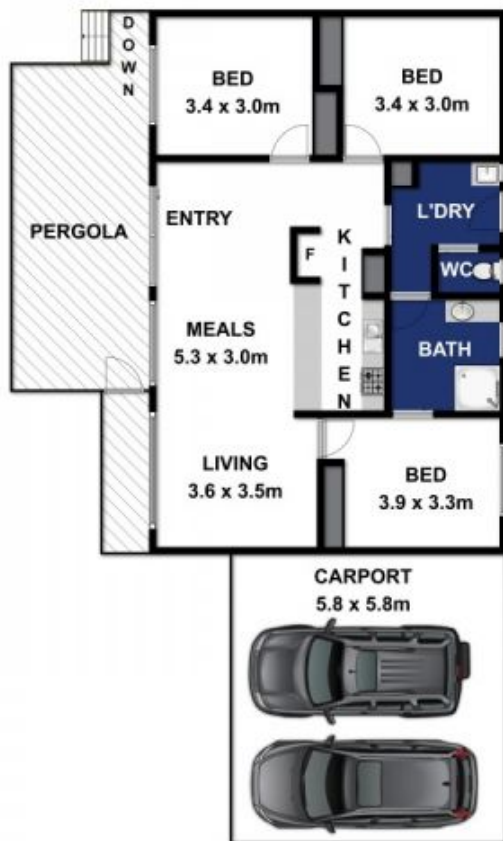 DOWN
BED
3.4 x 3.0m
BED
3.4 x 3.0m
PERGOLA
ENTRY
L'DRY
F
KITCHEN
WC
MEALS
5.3 x 3.0m
BATH
LIVING
3.6 x 3.5m
BED
3.9 x 3.3m
CARPORT
5.8 x 5.8m